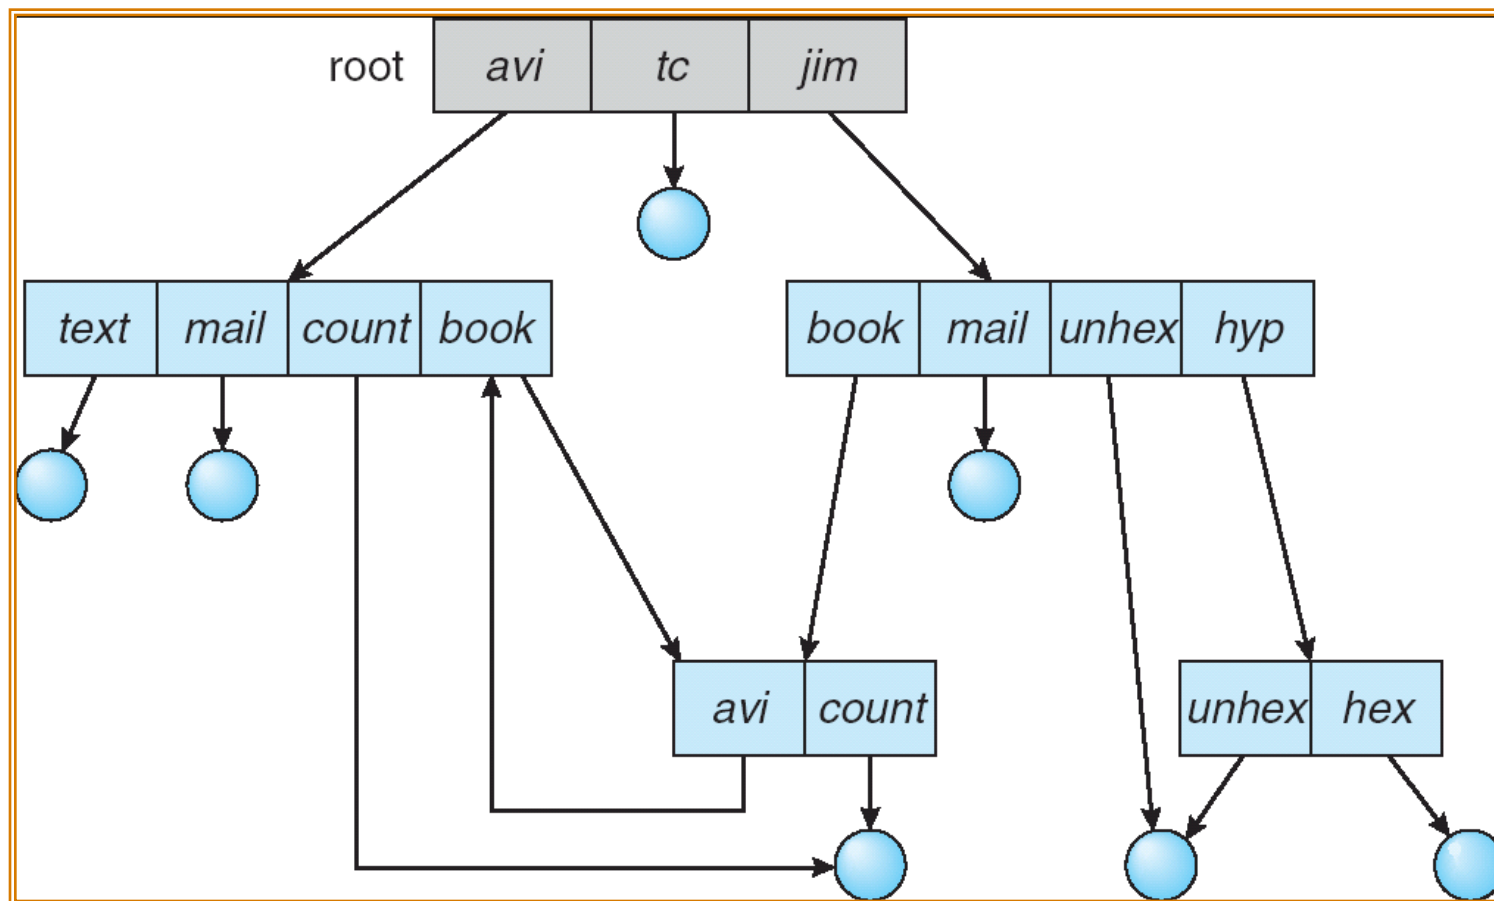 root avi tc jim
text mail count book
book mail unhex hyp
avi count
unhex hex